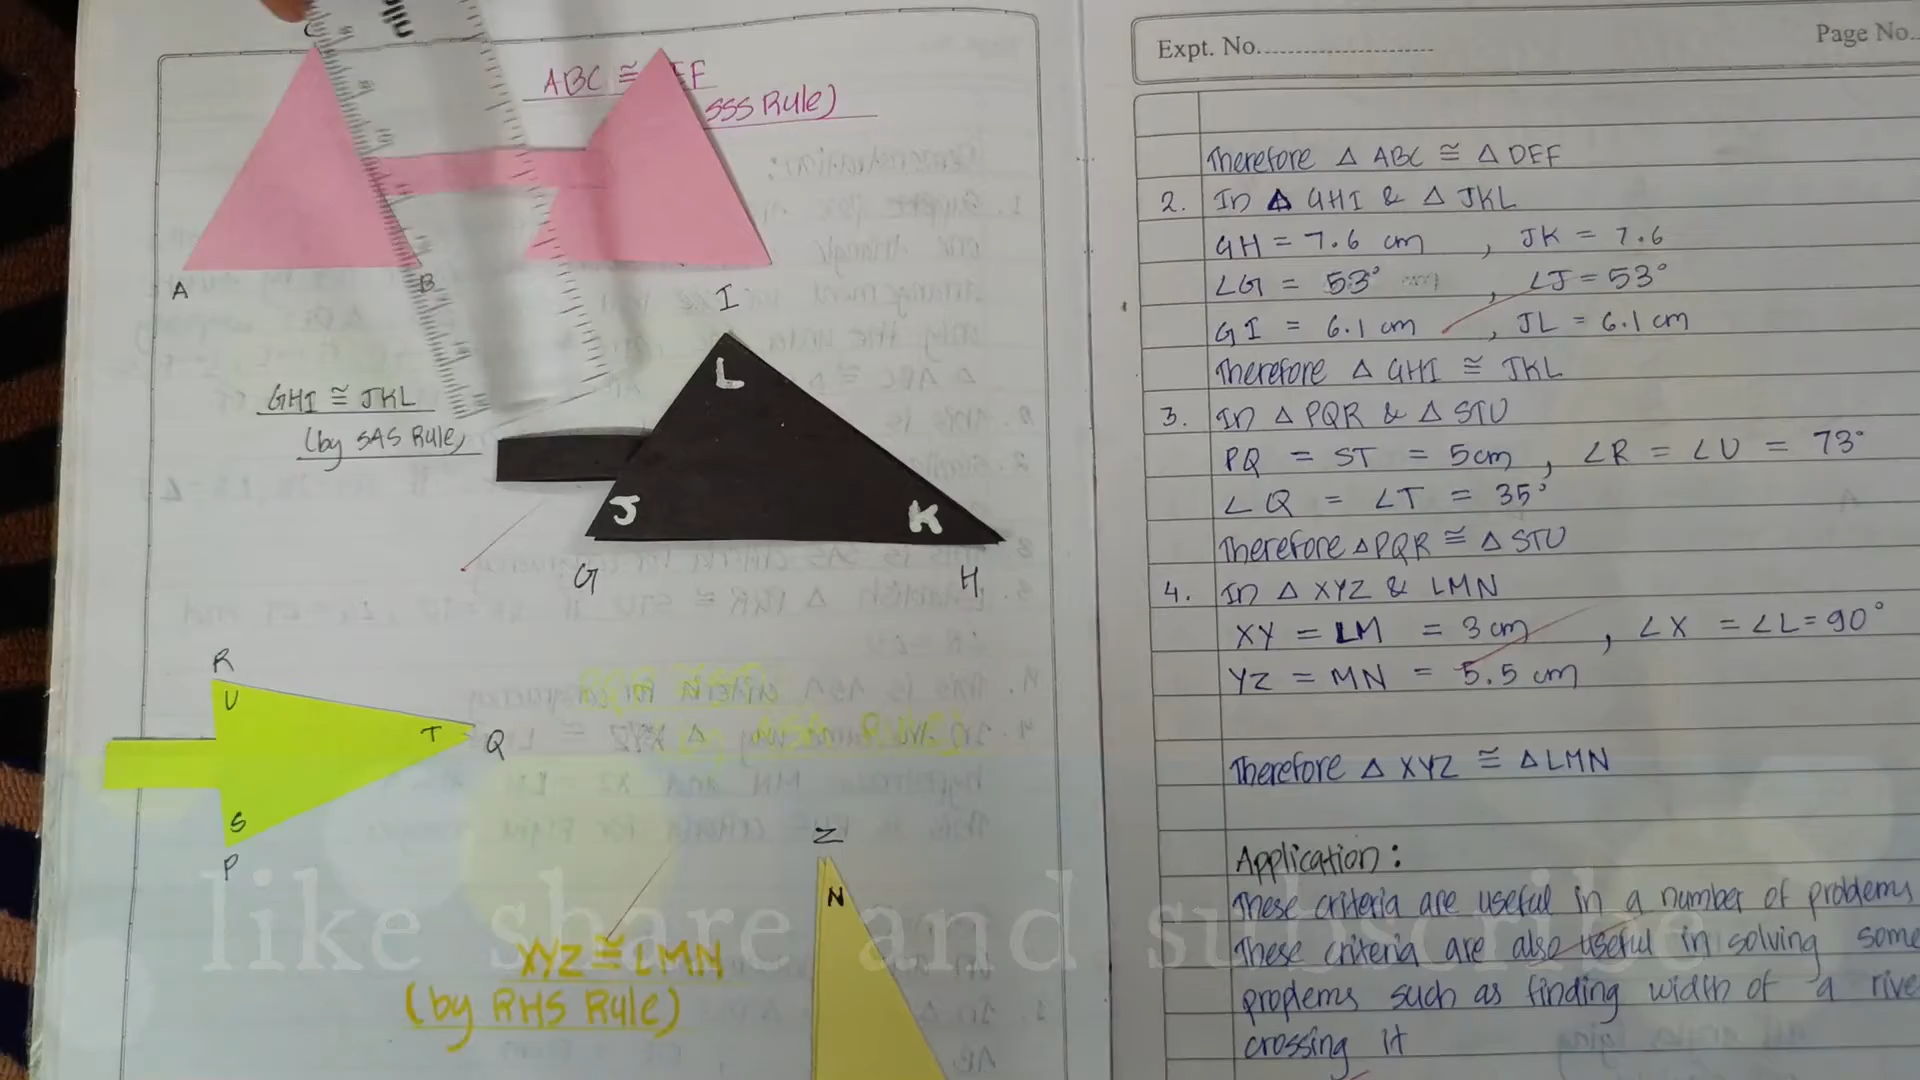 C
ABC ≅ EF
SSS Rule)
A
B
I
L
GHI ≅ JKL
(by SAS Rule)
J
K
G
H
R
U
T
Q
S
P
Z
N
XYZ ≅ LMN
(by RHS Rule)
like share and subscribe
Expt. No.
Page No.
Therefore △ ABC ≅ △ DEF
2. In △ GHI & △ JKL
GH = 7.6 cm , JK = 7.6
∠G = 53° , ∠J = 53°
GI = 6.1 cm , JL = 6.1 cm
Therefore △ GHI ≅ JKL
3. In △ PQR & △ STU
PQ = ST = 5cm , ∠R = ∠U = 73°
∠Q = ∠T = 35°
Therefore △PQR ≅ △ STU
4. In △ XYZ & LMN
XY = LM = 3 cm , ∠X = ∠L = 90°
YZ = MN = 5.5 cm
Therefore △ XYZ ≅ △LMN
Application :
These criteria are useful in a number of problems
These criteria are also useful in solving some
proplems such as finding width of a rive
crossing it